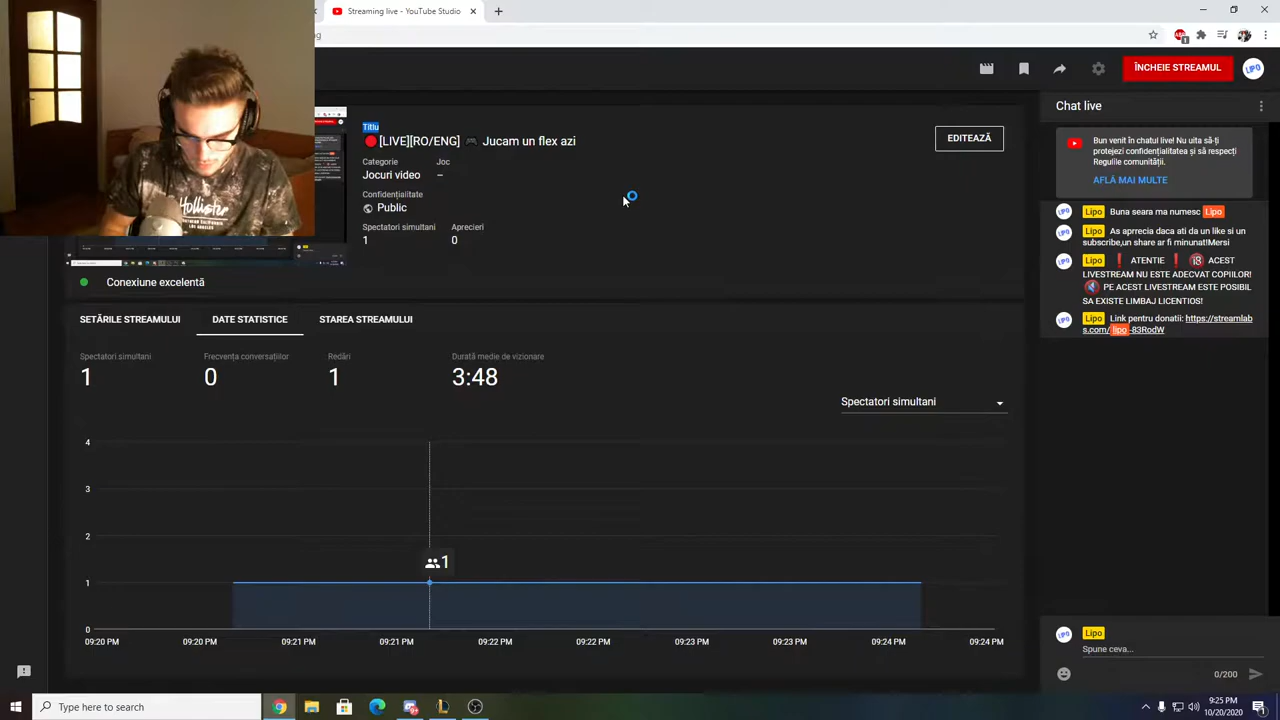 Streaming live - YouTube Studio
og
1
ÎNCHEIE STREAMUL
LIPO
Titlu
[LIVE][RO/ENG] 🎮 Jucam un flex azi
EDITEAZĂ
Categorie
Joc
Jocuri video
–
Confidențialitate
Public
Spectatori simultani
Aprecieri
1
0
Hollister
Conexiune excelentă
SETĂRILE STREAMULUI
DATE STATISTICE
STAREA STREAMULUI
Spectatori simultani
Frecvența conversațiilor
Redări
Durată medie de vizionare
1
0
1
3:48
Spectatori simultani
4
3
2
1
1
0
09:20 PM
09:20 PM
09:21 PM
09:21 PM
09:22 PM
09:22 PM
09:23 PM
09:23 PM
09:24 PM
09:24 PM
Chat live
Bun venit în chatul live! Nu uita să-ți
protejezi confidențialitatea și să respecți
Regulile comunității.
AFLĂ MAI MULTE
Lipo Buna seara ma numesc Lipo
Lipo As aprecia daca ati da un like si un
subscribe,un share ar fi minunat!Mersi
Lipo ❗ ATENTIE ❗ 🔞 ACEST
LIVESTREAM NU ESTE ADECVAT COPIILOR!
🔇 PE ACEST LIVESTREAM ESTE POSIBIL
SA EXISTE LIMBAJ LICENTIOS!
Lipo Link pentru donatii: https://streamlab
s.com/lipo-83RodW
Lipo
Spune ceva...
0/200
Type here to search
9:25 PM
10/20/2020
1